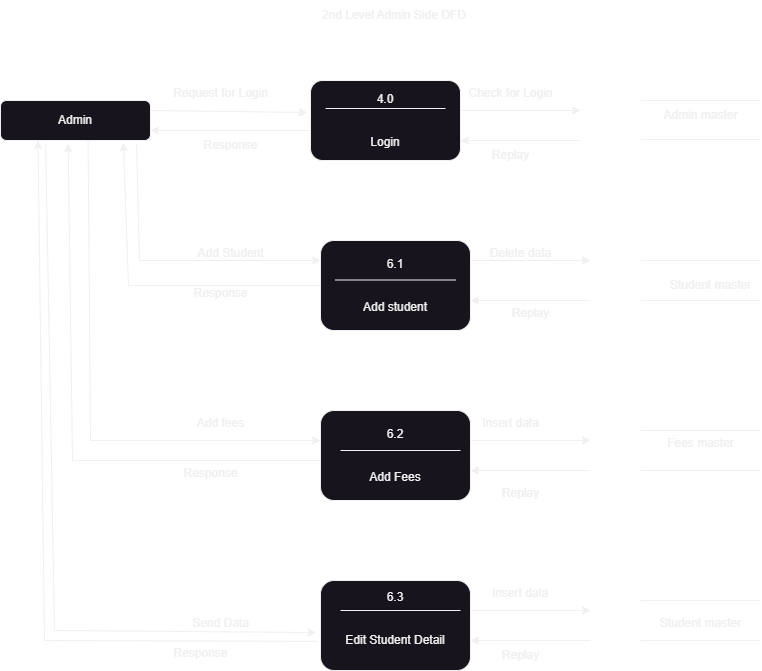 2nd Level Admin Side DFD
Request for Login
4.0
Check for Login
Admin
Admin master
Login
Response
Replay
Add Student
6.1
Delete data
Response
Student master
Add student
Replay
Add fees
6.2
Insert data
Fees master
Response
Add Fees
Replay
6.3
Insert data
Send Data
Student master
Edit Student Detail
Response
Replay